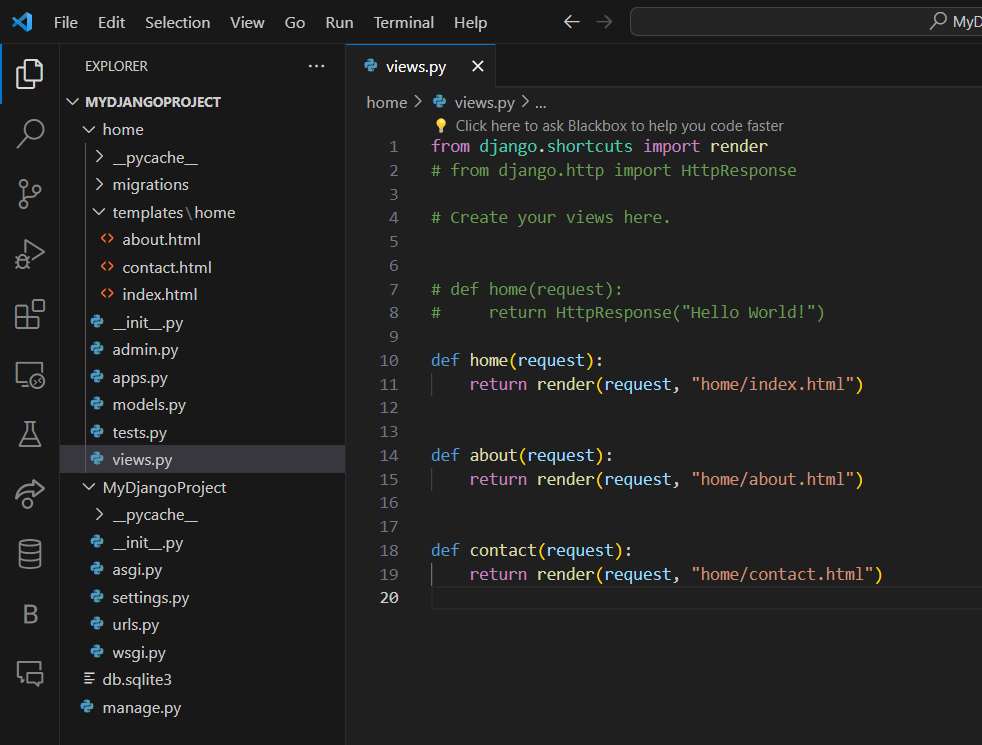 File Edit Selection View Go Run Terminal Help MyD
EXPLORER ...
MYDJANGOPROJECT
home
__pycache__
migrations
templates\home
about.html
contact.html
index.html
__init__.py
admin.py
apps.py
models.py
tests.py
views.py
MyDjangoProject
__pycache__
__init__.py
asgi.py
settings.py
urls.py
wsgi.py
db.sqlite3
manage.py
B
views.py
home > views.py > ...
Click here to ask Blackbox to help you code faster
1 from django.shortcuts import render
2 # from django.http import HttpResponse
3
4 # Create your views here.
5
6
7 # def home(request):
8 #     return HttpResponse("Hello World!")
9
10 def home(request):
11     return render(request, "home/index.html")
12
13
14 def about(request):
15     return render(request, "home/about.html")
16
17
18 def contact(request):
19     return render(request, "home/contact.html")
20